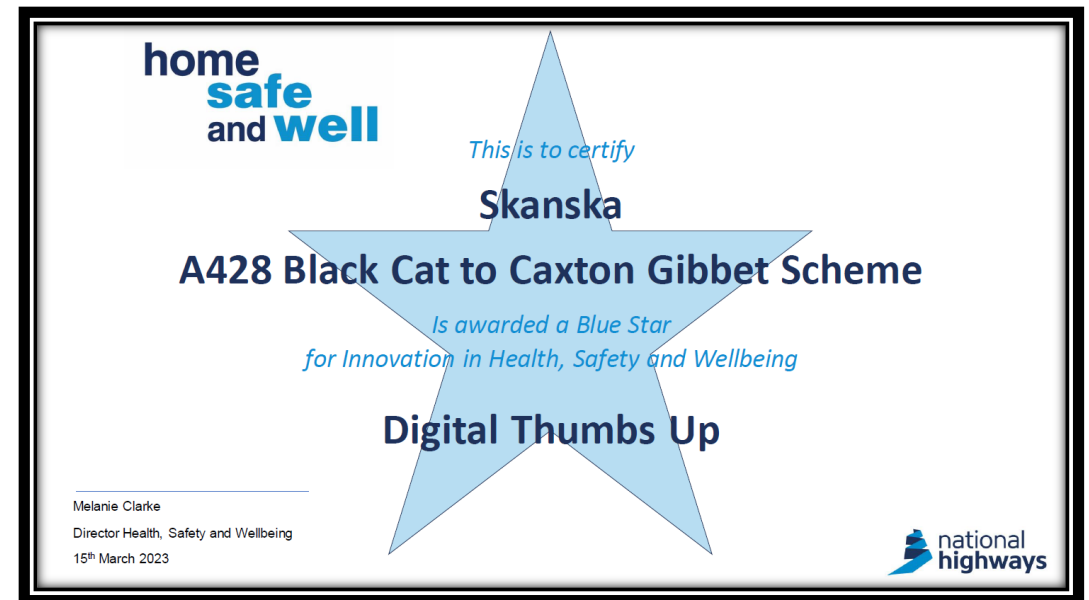 home
safe
and well
This is to certify
Skanska
A428 Black Cat to Caxton Gibbet Scheme
Is awarded a Blue Star
for Innovation in Health, Safety and Wellbeing
Digital Thumbs Up
Melanie Clarke
Director Health, Safety and Wellbeing
15th March 2023
national
highways